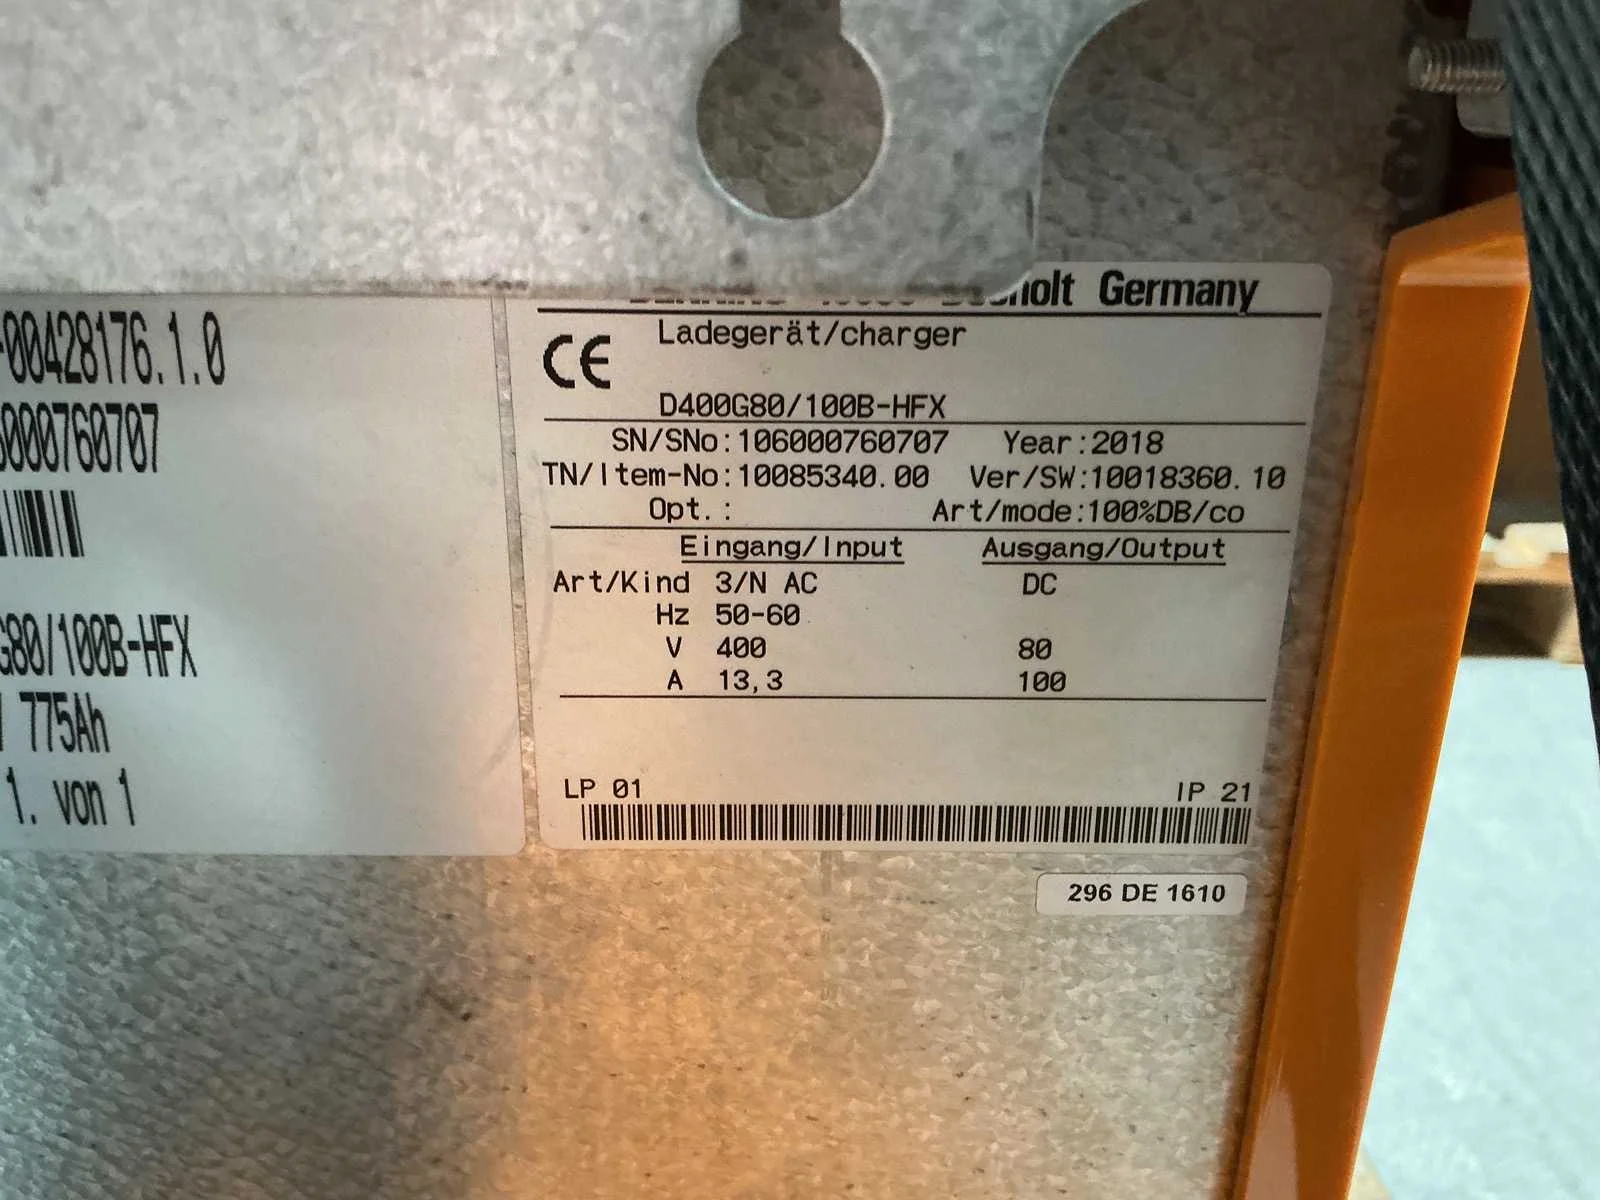 -00428176.1.0
6000760707
G80/100B-HFX
775Ah
1. von 1
Germany
CE
Ladegerät/charger
D400G80/100B-HFX
SN/SNo:106000760707 Year:2018
TN/Item-No:10085340.00 Ver/SW:10018360.10
Opt.: Art/mode:100%DB/co
Eingang/Input Ausgang/Output
Art/Kind 3/N AC DC
Hz 50-60
V 400 80
A 13,3 100
LP 01 IP 21
296 DE 1610